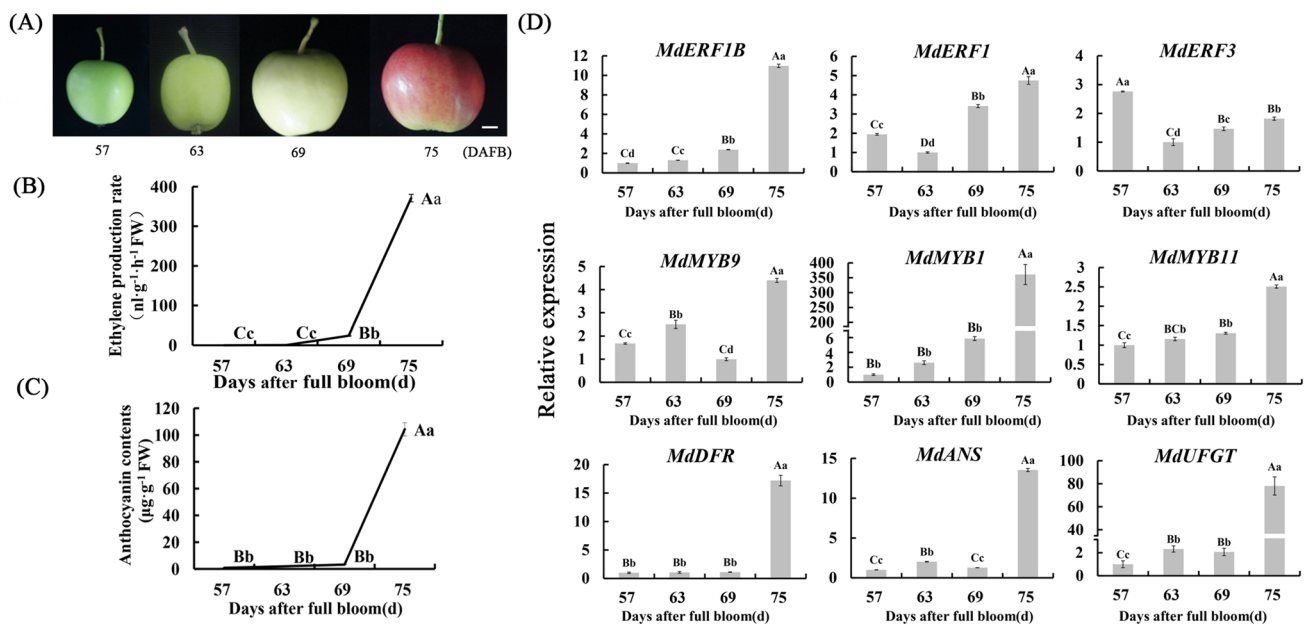 (A)
57 63 69 75 (DAFB)
(B)
Ethylene production rate
(nl·g⁻¹·h⁻¹ FW)
400
300
200
100
0
Cc Cc Bb Aa
57 63 69 75
Days after full bloom(d)
(C)
Anthocyanin contents
(µg·g⁻¹ FW)
120
100
80
60
40
20
0
Bb Bb Bb Aa
57 63 69 75
Days after full bloom(d)
(D)
Relative expression
MdERF1B
12
10
8
6
4
2
0
Cd Cc Bb Aa
57 63 69 75
Days after full bloom(d)
MdERF1
6
5
4
3
2
1
0
Cc Dd Bb Aa
57 63 69 75
Days after full bloom(d)
MdERF3
4
3
2
1
0
Aa Cd Bc Bb
57 63 69 75
Days after full bloom(d)
MdMYB9
5
4
3
2
1
0
Cc Bb Cd Aa
57 63 69 75
Days after full bloom(d)
MdMYB1
400
350
300
250
200
6
4
2
0
Bb Bb Bb Aa
57 63 69 75
Days after full bloom(d)
MdMYB11
3
2.5
2
1.5
1
0.5
0
Cc BCb Bb Aa
57 63 69 75
Days after full bloom(d)
MdDFR
20
15
10
5
0
Bb Bb Bb Aa
57 63 69 75
Days after full bloom(d)
MdANS
15
10
5
0
Cc Bb Cc Aa
57 63 69 75
Days after full bloom(d)
MdUFGT
100
80
60
40
2
0
Cc Bb Bb Aa
57 63 69 75
Days after full bloom(d)